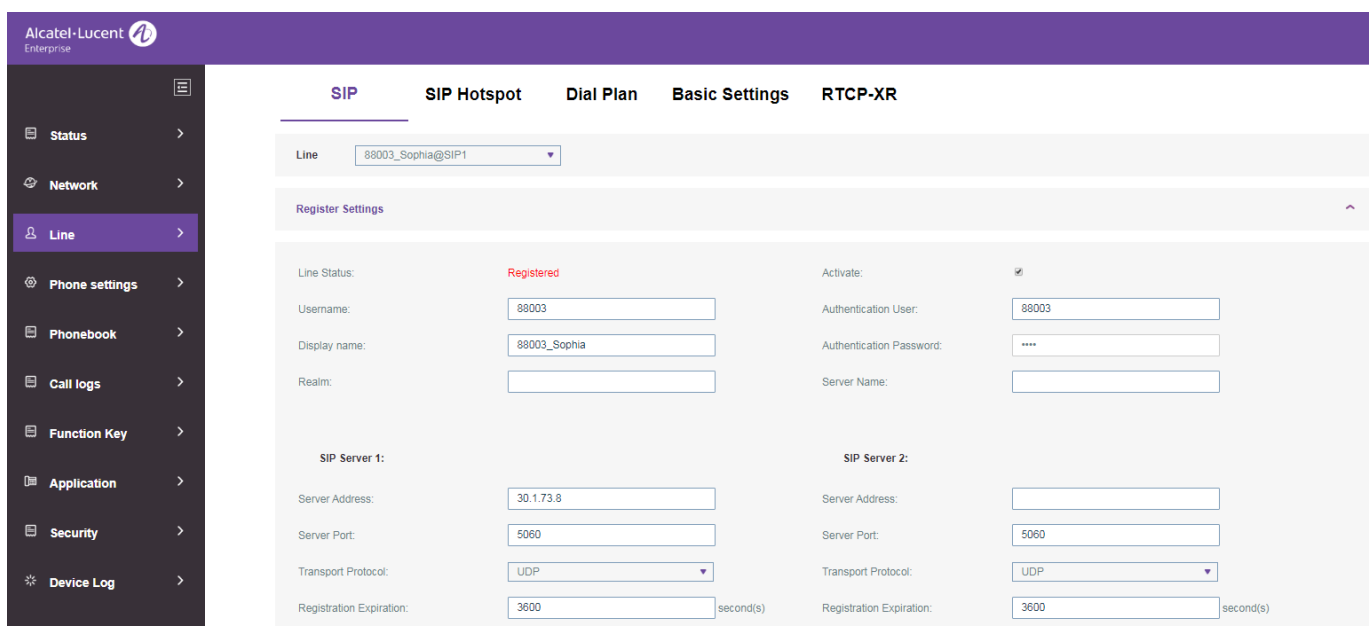 Alcatel·Lucent
Enterprise
SIP SIP Hotspot Dial Plan Basic Settings RTCP-XR
Status
Network
Line
Phone settings
Phonebook
Call logs
Function Key
Application
Security
Device Log
Line 88003_Sophia@SIP1
Register Settings
Line Status: Registered Activate:
Username: 88003 Authentication User: 88003
Display name: 88003_Sophia Authentication Password: ••••
Realm: Server Name:
SIP Server 1: SIP Server 2:
Server Address: 30.1.73.8 Server Address:
Server Port: 5060 Server Port: 5060
Transport Protocol: UDP Transport Protocol: UDP
Registration Expiration: 3600 second(s) Registration Expiration: 3600 second(s)